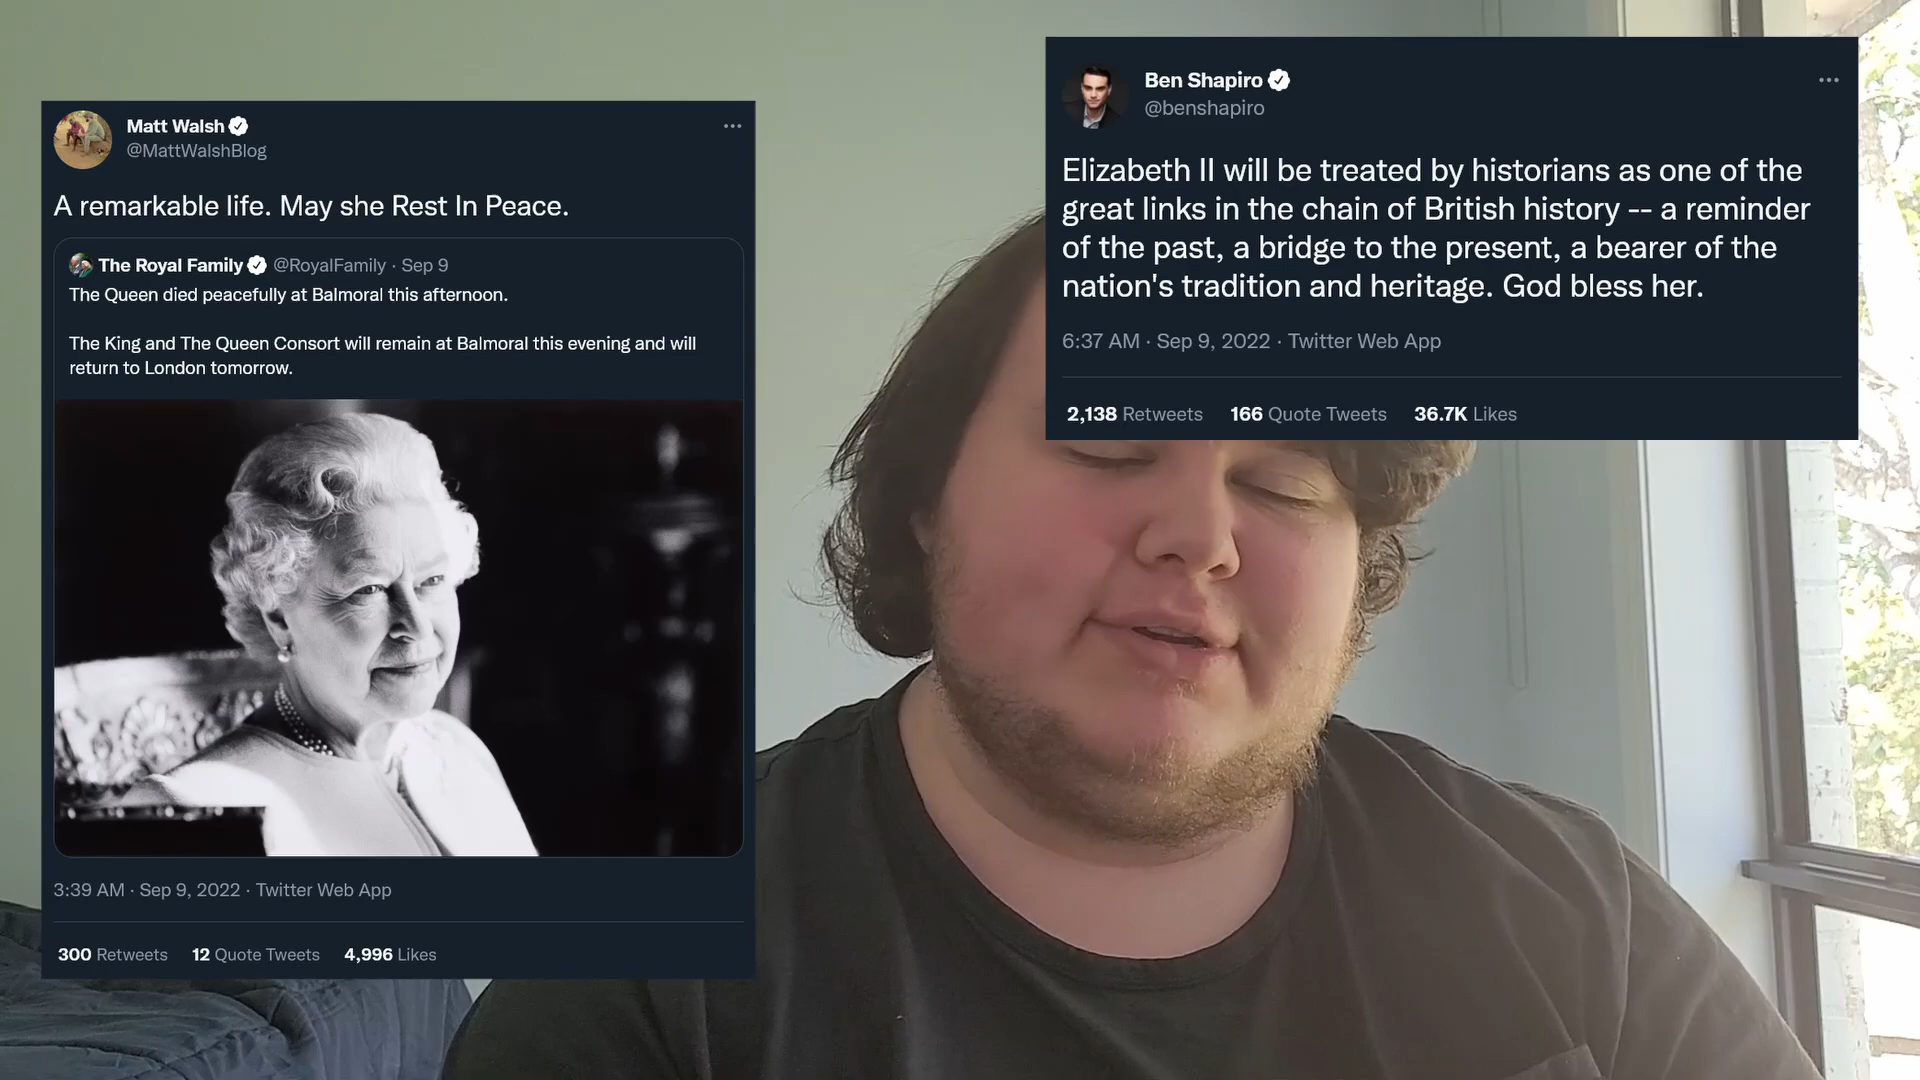 Matt Walsh
@MattWalshBlog
A remarkable life. May she Rest In Peace.
The Royal Family @RoyalFamily · Sep 9
The Queen died peacefully at Balmoral this afternoon.
The King and The Queen Consort will remain at Balmoral this evening and will
return to London tomorrow.
3:39 AM · Sep 9, 2022 · Twitter Web App
300 Retweets 12 Quote Tweets 4,996 Likes
Ben Shapiro
@benshapiro
Elizabeth II will be treated by historians as one of the
great links in the chain of British history -- a reminder
of the past, a bridge to the present, a bearer of the
nation's tradition and heritage. God bless her.
6:37 AM · Sep 9, 2022 · Twitter Web App
2,138 Retweets 166 Quote Tweets 36.7K Likes